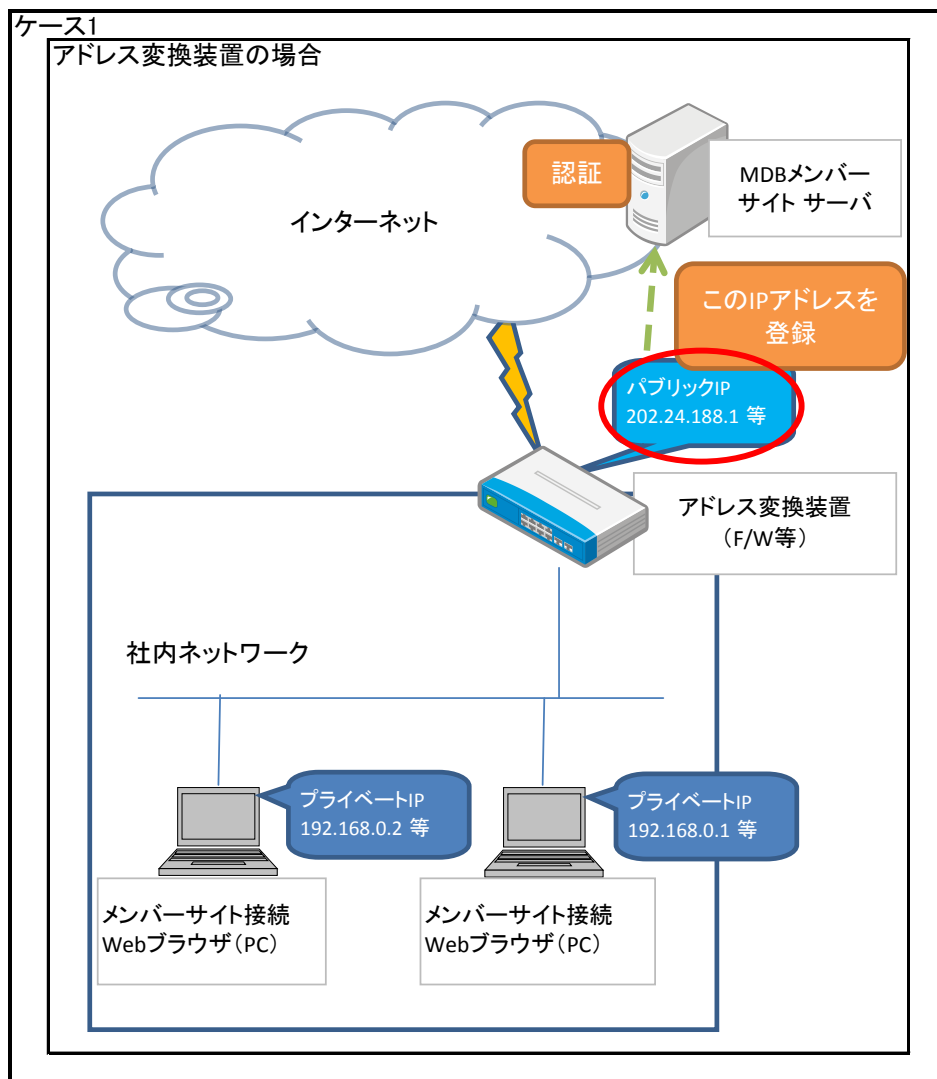 ケース1
アドレス変換装置の場合
認証
MDBメンバー
サイト サーバ
インターネット
このIPアドレスを
登録
パブリックIP
202.24.188.1 等
アドレス変換装置
（F/W等）
社内ネットワーク
プライベートIP
192.168.0.2 等
プライベートIP
192.168.0.1 等
メンバーサイト接続
Webブラウザ（PC）
メンバーサイト接続
Webブラウザ（PC）